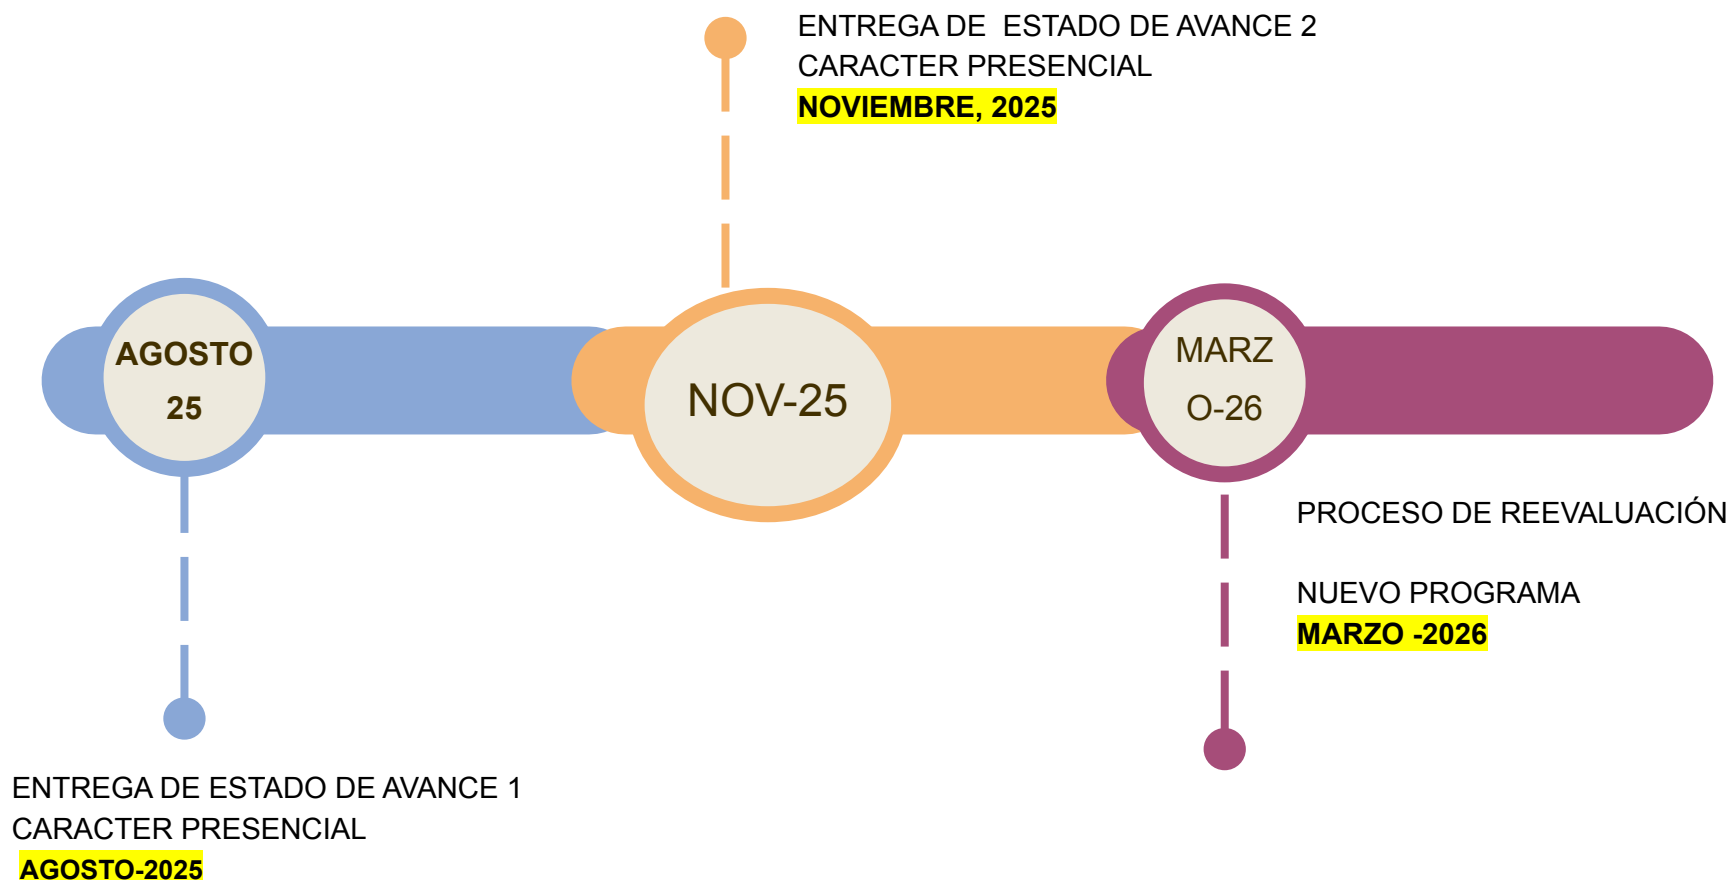 ENTREGA DE ESTADO DE AVANCE 2
CARACTER PRESENCIAL
NOVIEMBRE, 2025
AGOSTO
25
NOV-25
MARZ
O-26
PROCESO DE REEVALUACIÓN
NUEVO PROGRAMA
MARZO -2026
ENTREGA DE ESTADO DE AVANCE 1
CARACTER PRESENCIAL
AGOSTO-2025